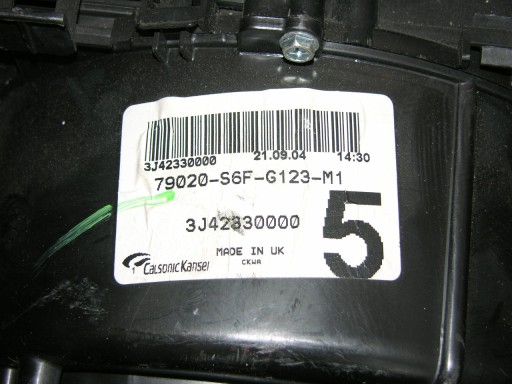 3J42330000 21.09.04 14:30
79020-S6F-G123-M1
3J42330000
5
MADE IN UK
CKWA
Calsonic Kansei